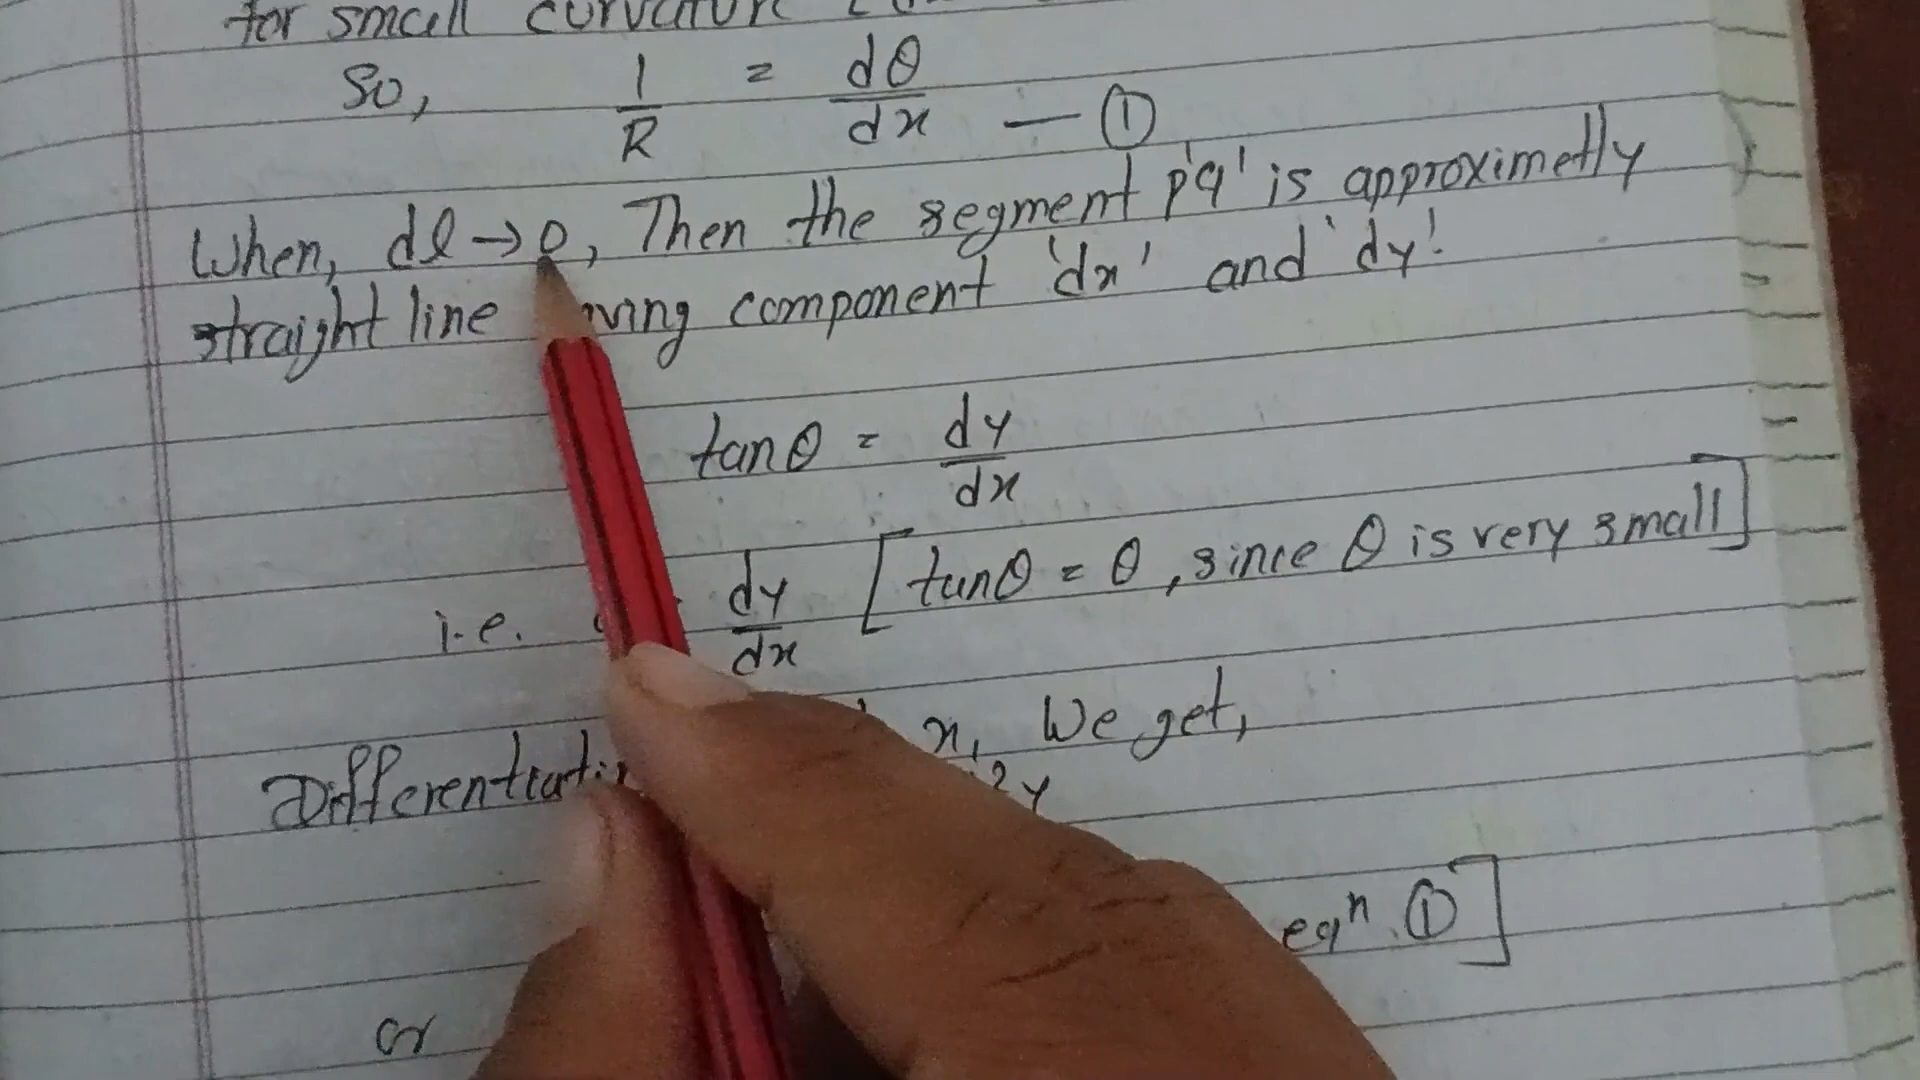 for small curvature
So, 1/R = dθ/dx — ①
When, dl → 0, Then the segment p'q' is approximetly
straight line component 'dx' and 'dy'.
tanθ = dy/dx
i.e. dy/dx [tanθ = θ, since θ is very small]
x, We get,
eqⁿ. ①]
or